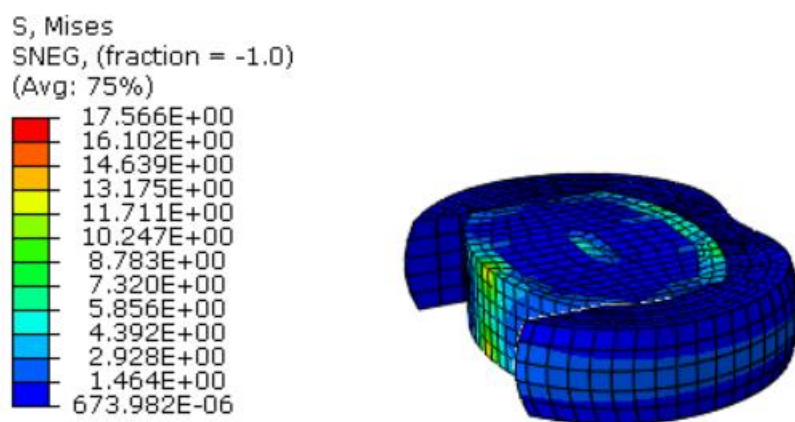 S, Mises
SNEG, (fraction = -1.0)
(Avg: 75%)
17.566E+00
16.102E+00
14.639E+00
13.175E+00
11.711E+00
10.247E+00
8.783E+00
7.320E+00
5.856E+00
4.392E+00
2.928E+00
1.464E+00
673.982E-06